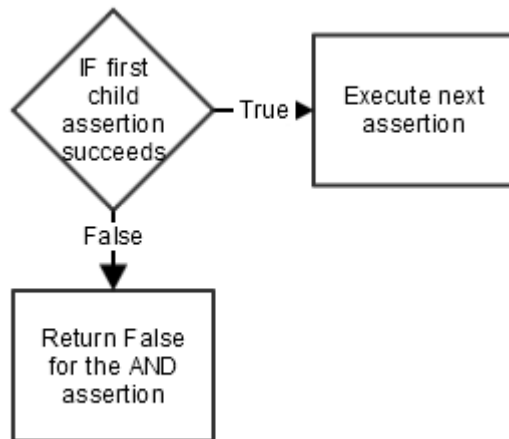 IF first
child
assertion
succeeds
True
Execute next
assertion
False
Return False
for the AND
assertion